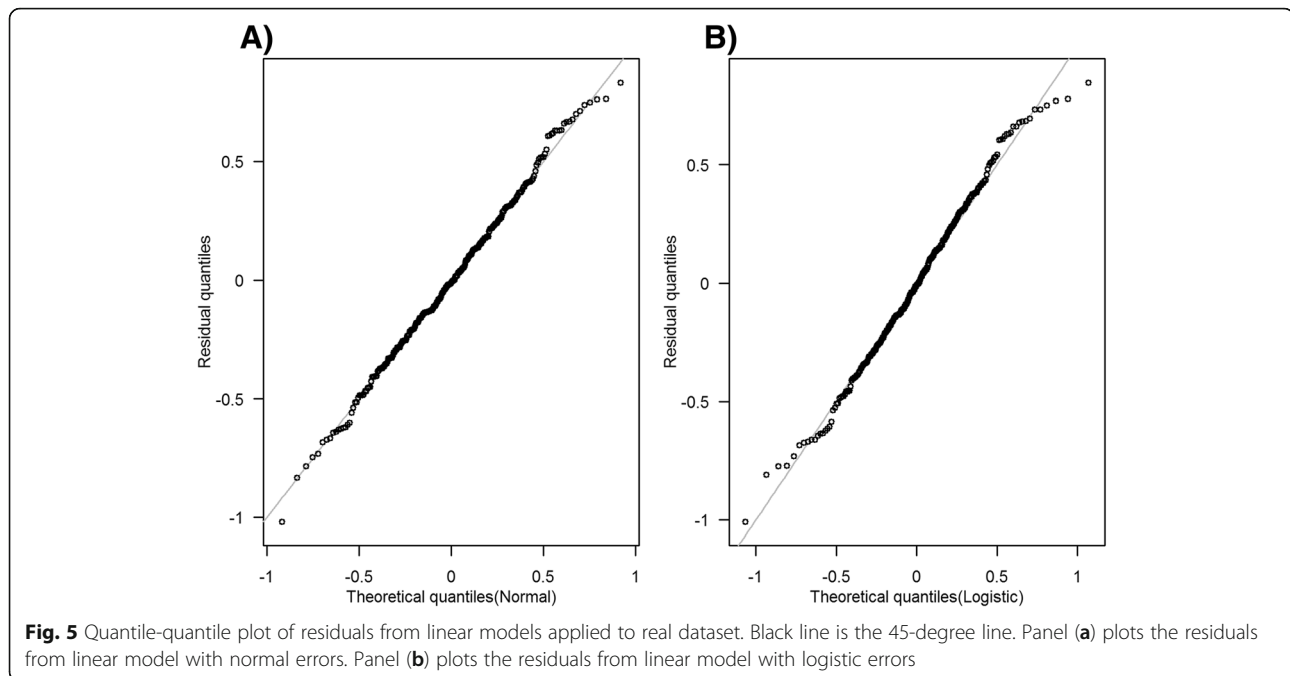 A)
Residual quantiles
0.5
0
-0.5
-1
-1
-0.5
0
0.5
1
Theoretical quantiles(Normal)
B)
Residual quantiles
0.5
0
-0.5
-1
-1
-0.5
0
0.5
1
Theoretical quantiles(Logistic)
Fig. 5 Quantile-quantile plot of residuals from linear models applied to real dataset. Black line is the 45-degree line. Panel (a) plots the residuals
from linear model with normal errors. Panel (b) plots the residuals from linear model with logistic errors